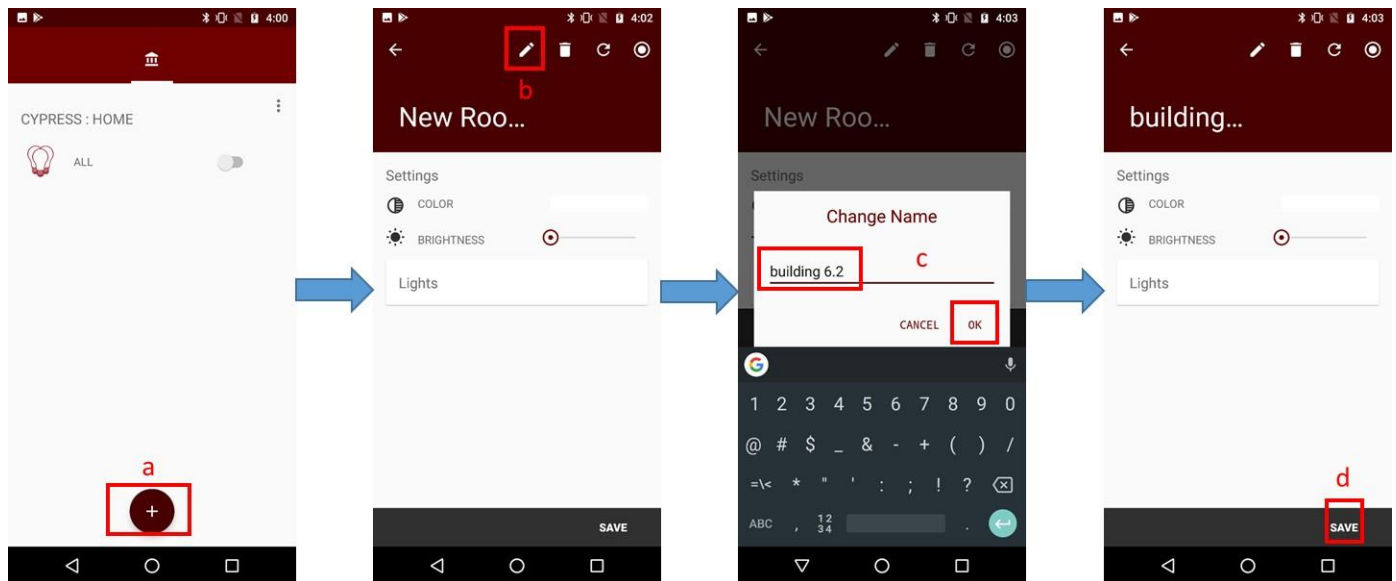 4:00
CYPRESS : HOME
ALL
a
+
4:02
b
New Roo...
Settings
COLOR
BRIGHTNESS
Lights
SAVE
4:03
New Roo...
Settings
Change Name
building 6.2
c
CANCEL OK
G
1 2 3 4 5 6 7 8 9 0
@ # $ _ & - + ( ) /
=\< * " ' : ; ! ?
ABC , 12 34 .
4:03
building...
Settings
COLOR
BRIGHTNESS
Lights
d
SAVE